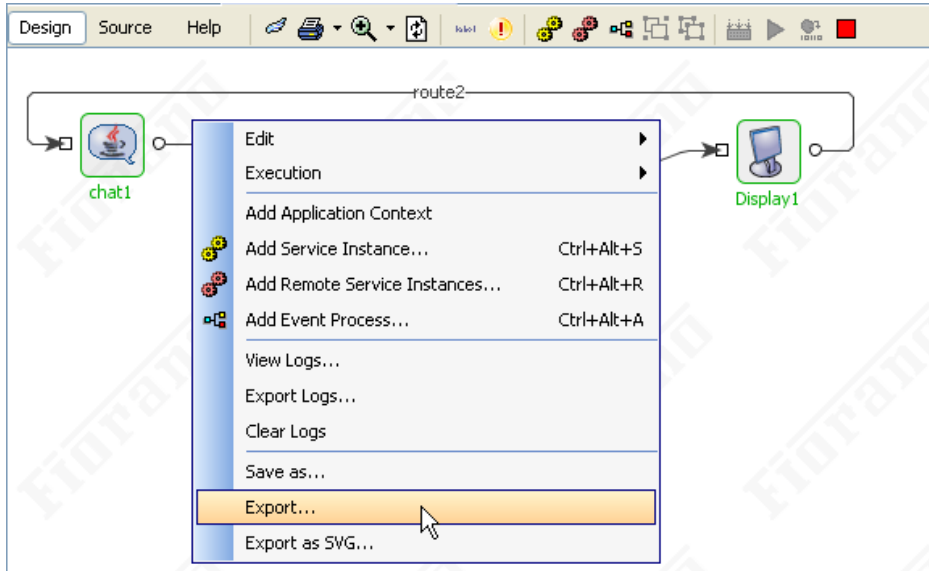 Design Source Help label
route2
chat1
Display1
Edit
Execution
Add Application Context
Add Service Instance... Ctrl+Alt+S
Add Remote Service Instances... Ctrl+Alt+R
Add Event Process... Ctrl+Alt+A
View Logs...
Export Logs...
Clear Logs
Save as...
Export...
Export as SVG...
Fiorano